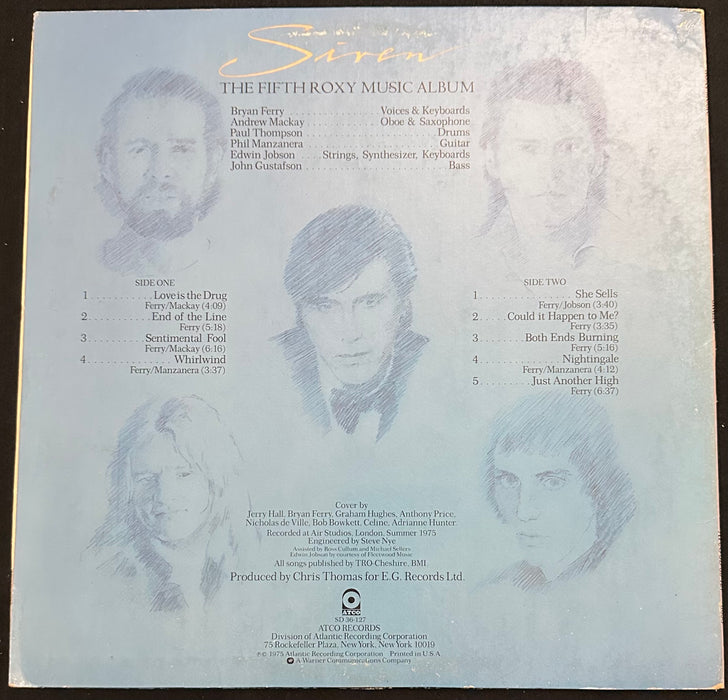 Siren
THE FIFTH ROXY MUSIC ALBUM
Bryan Ferry . . . . . . . . . . . . Voices & Keyboards
Andrew Mackay . . . . . . . . . . . . Oboe & Saxophone
Paul Thompson . . . . . . . . . . . . Drums
Phil Manzanera . . . . . . . . . . . . Guitar
Edwin Jobson . . . . Strings, Synthesizer, Keyboards
John Gustafson . . . . . . . . . . . . Bass
SIDE ONE
1 . . . . . . . . . . Love is the Drug
Ferry/Mackay (4:09)
2 . . . . . . . . . . End of the Line
Ferry (5:18)
3 . . . . . . . . . . Sentimental Fool
Ferry/Mackay (6:16)
4 . . . . . . . . . . Whirlwind
Ferry/Manzanera (3:37)
SIDE TWO
1 . . . . . . . . . . She Sells
Ferry/Jobson (3:40)
2 . . . . . Could it Happen to Me?
Ferry (3:35)
3 . . . . . . . . Both Ends Burning
Ferry (5:16)
4 . . . . . . . . . . Nightingale
Ferry/Manzanera (4:12)
5 . . . . . . . . Just Another High
Ferry (6:37)
Cover by
Jerry Hall, Bryan Ferry, Graham Hughes, Anthony Price,
Nicholas de Ville, Bob Bowkett, Celine, Adrianne Hunter.
Recorded at Air Studios, London, Summer 1975
Engineered by Steve Nye
Assisted by Ross Cullum and Michael Sellers
Edwin Jobson by courtesy of Fleetwood Music
All songs published by TRO-Cheshire, BMI
Produced by Chris Thomas for E.G. Records Ltd.
ATCO
SD 36-127
ATCO RECORDS
Division of Atlantic Recording Corporation
75 Rockefeller Plaza, New York, New York 10019
℗ © 1975 Atlantic Recording Corporation Printed in U.S.A.
A Warner Communications Company